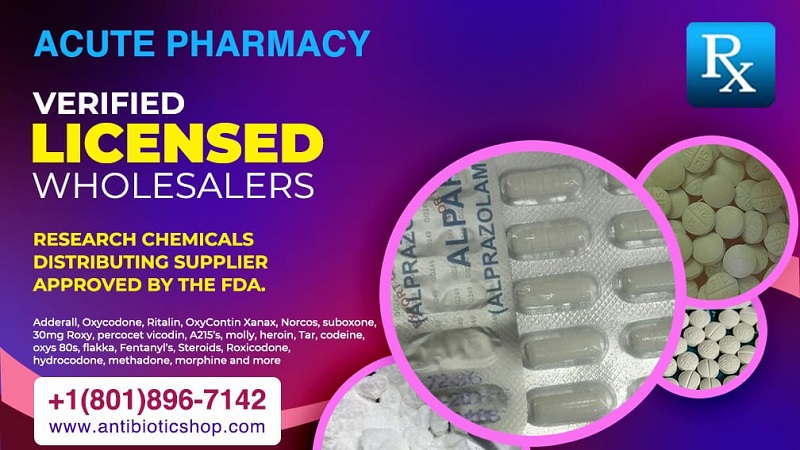 ACUTE PHARMACY
Rx
VERIFIED
LICENSED
WHOLESALERS
RESEARCH CHEMICALS
DISTRIBUTING SUPPLIER
APPROVED BY THE FDA.
Adderall, Oxycodone, Ritalin, OxyContin Xanax, Norcos, suboxone,
30mg Roxy, percocet vicodin, A215's, molly, heroin, Tar, codeine,
oxys 80s, flakka, Fentanyl's, Steroids, Roxicodone,
hydrocodone, methadone, morphine and more
+1(801)896-7142
www.antibioticshop.com
(ALPRAZOLAM